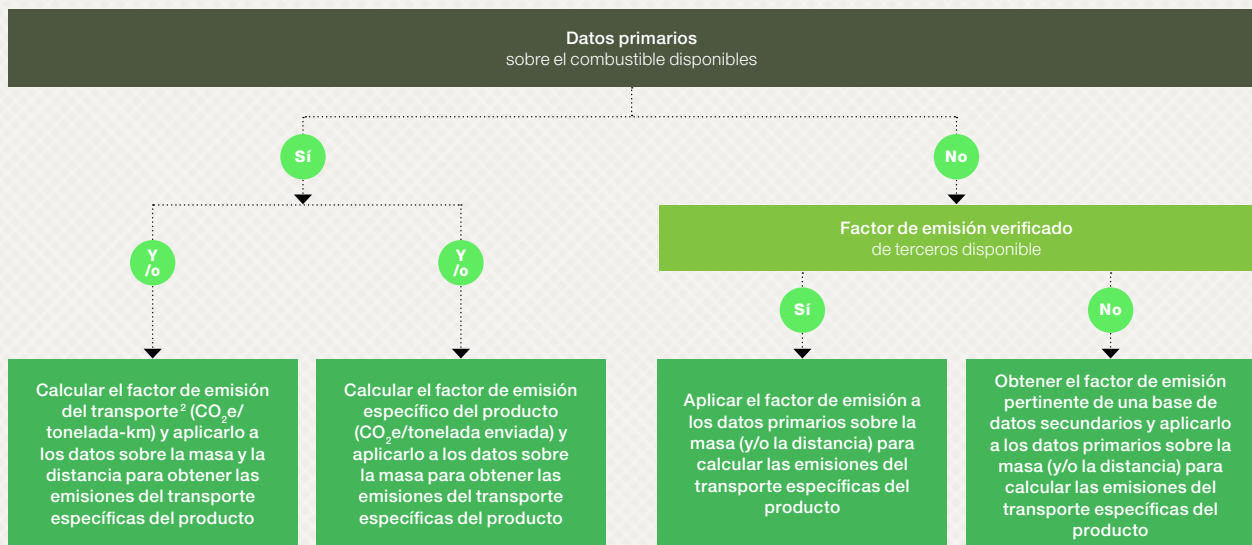 Datos primarios
sobre el combustible disponibles
Sí
No
Factor de emisión verificado
de terceros disponible
Y
/o
Y
/o
Sí
No
Calcular el factor de emisión
del transporte² (CO₂e/
tonelada-km) y aplicarlo a
los datos sobre la masa y la
distancia para obtener las
emisiones del transporte
específicas del producto
Calcular el factor de emisión
específico del producto
(CO₂e/tonelada enviada) y
aplicarlo a los datos sobre
la masa para obtener las
emisiones del transporte
específicas del producto
Aplicar el factor de emisión a
los datos primarios sobre la
masa (y/o la distancia) para
calcular las emisiones del
transporte específicas del
producto
Obtener el factor de emisión
pertinente de una base de
datos secundarios y aplicarlo
a los datos primarios sobre la
masa (y/o la distancia) para
calcular las emisiones del
transporte específicas del
producto